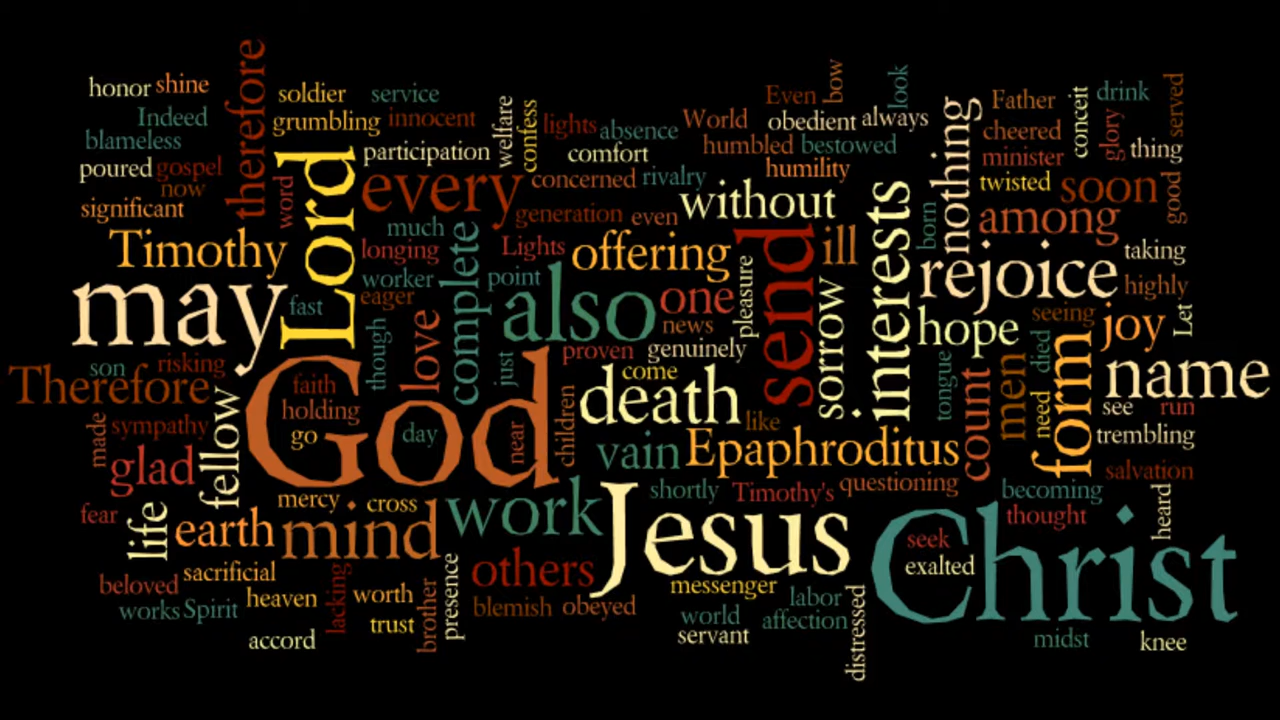 honor shine
Indeed
blameless
poured gospel
now
significant
therefore
word
soldier service
grumbling innocent
Lord
participation
welfare
confess
lights absence
comfort
World
Even
bow
look
obedient always
humbled bestowed
humility
Father
conceit
drink
cheered
glory
served
minister thing
twisted soon
good
every
concerned rivalry
generation even without
nothing
born
among
interests
Timothy
much
longing
worker
eager
complete
Lights
point
offering
pleasure
send
ill
sorrow
rejoice
taking
highly
may
fast
though
love
also one
news
just
proven genuinely
come
hope
seeing
joy
Let
son risking
Therefore
faith
holding
go
day
God
near
children
death
like
tongue
count
men
died
need
form
name
see run
trembling
made
sympathy
glad
fellow
vain Epaphroditus
salvation
fear
life
mercy cross
earth mind
work
shortly Timothy's questioning
Jesus
becoming
thought
heard
seek
exalted
Christ
beloved sacrificial
works Spirit heaven
lacking
worth
trust
brother
presence
others
blemish obeyed
messenger
world
labor
affection
servant
distressed
accord
midst knee